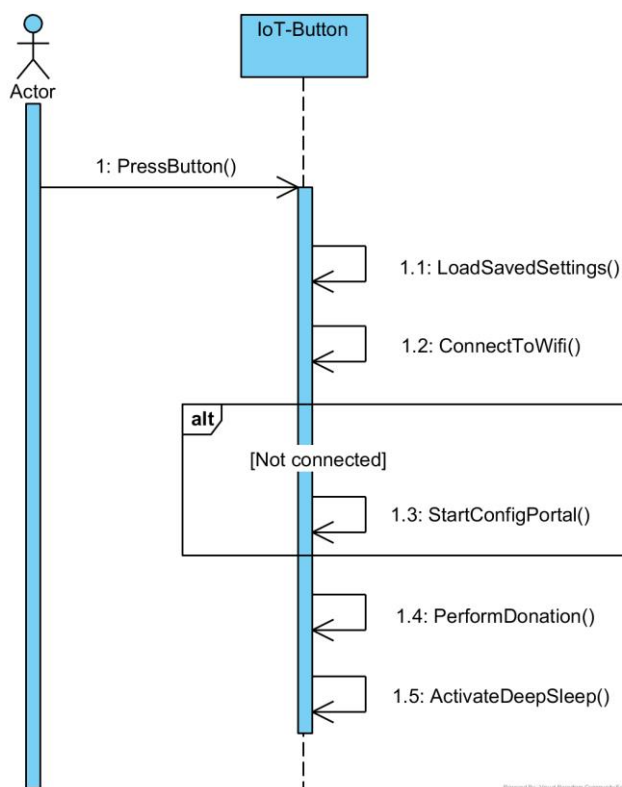 IoT-Button
Actor
1: PressButton()
1.1: LoadSavedSettings()
1.2: ConnectToWifi()
alt
[Not connected]
1.3: StartConfigPortal()
1.4: PerformDonation()
1.5: ActivateDeepSleep()